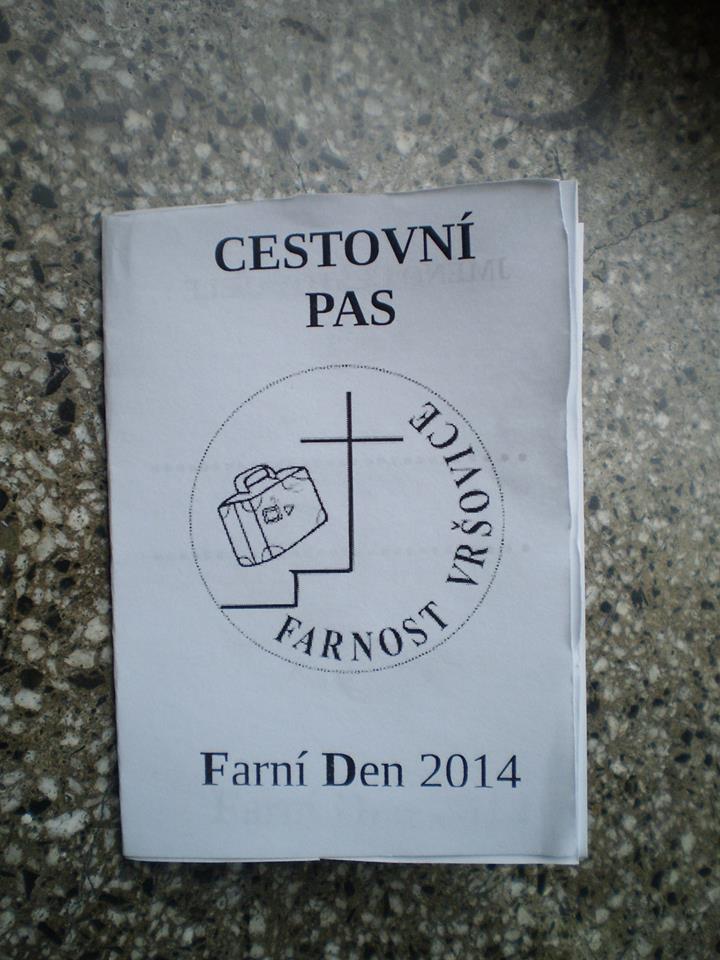 CESTOVNÍ
PAS
FARNOST VRŠOVICE
Farní Den 2014